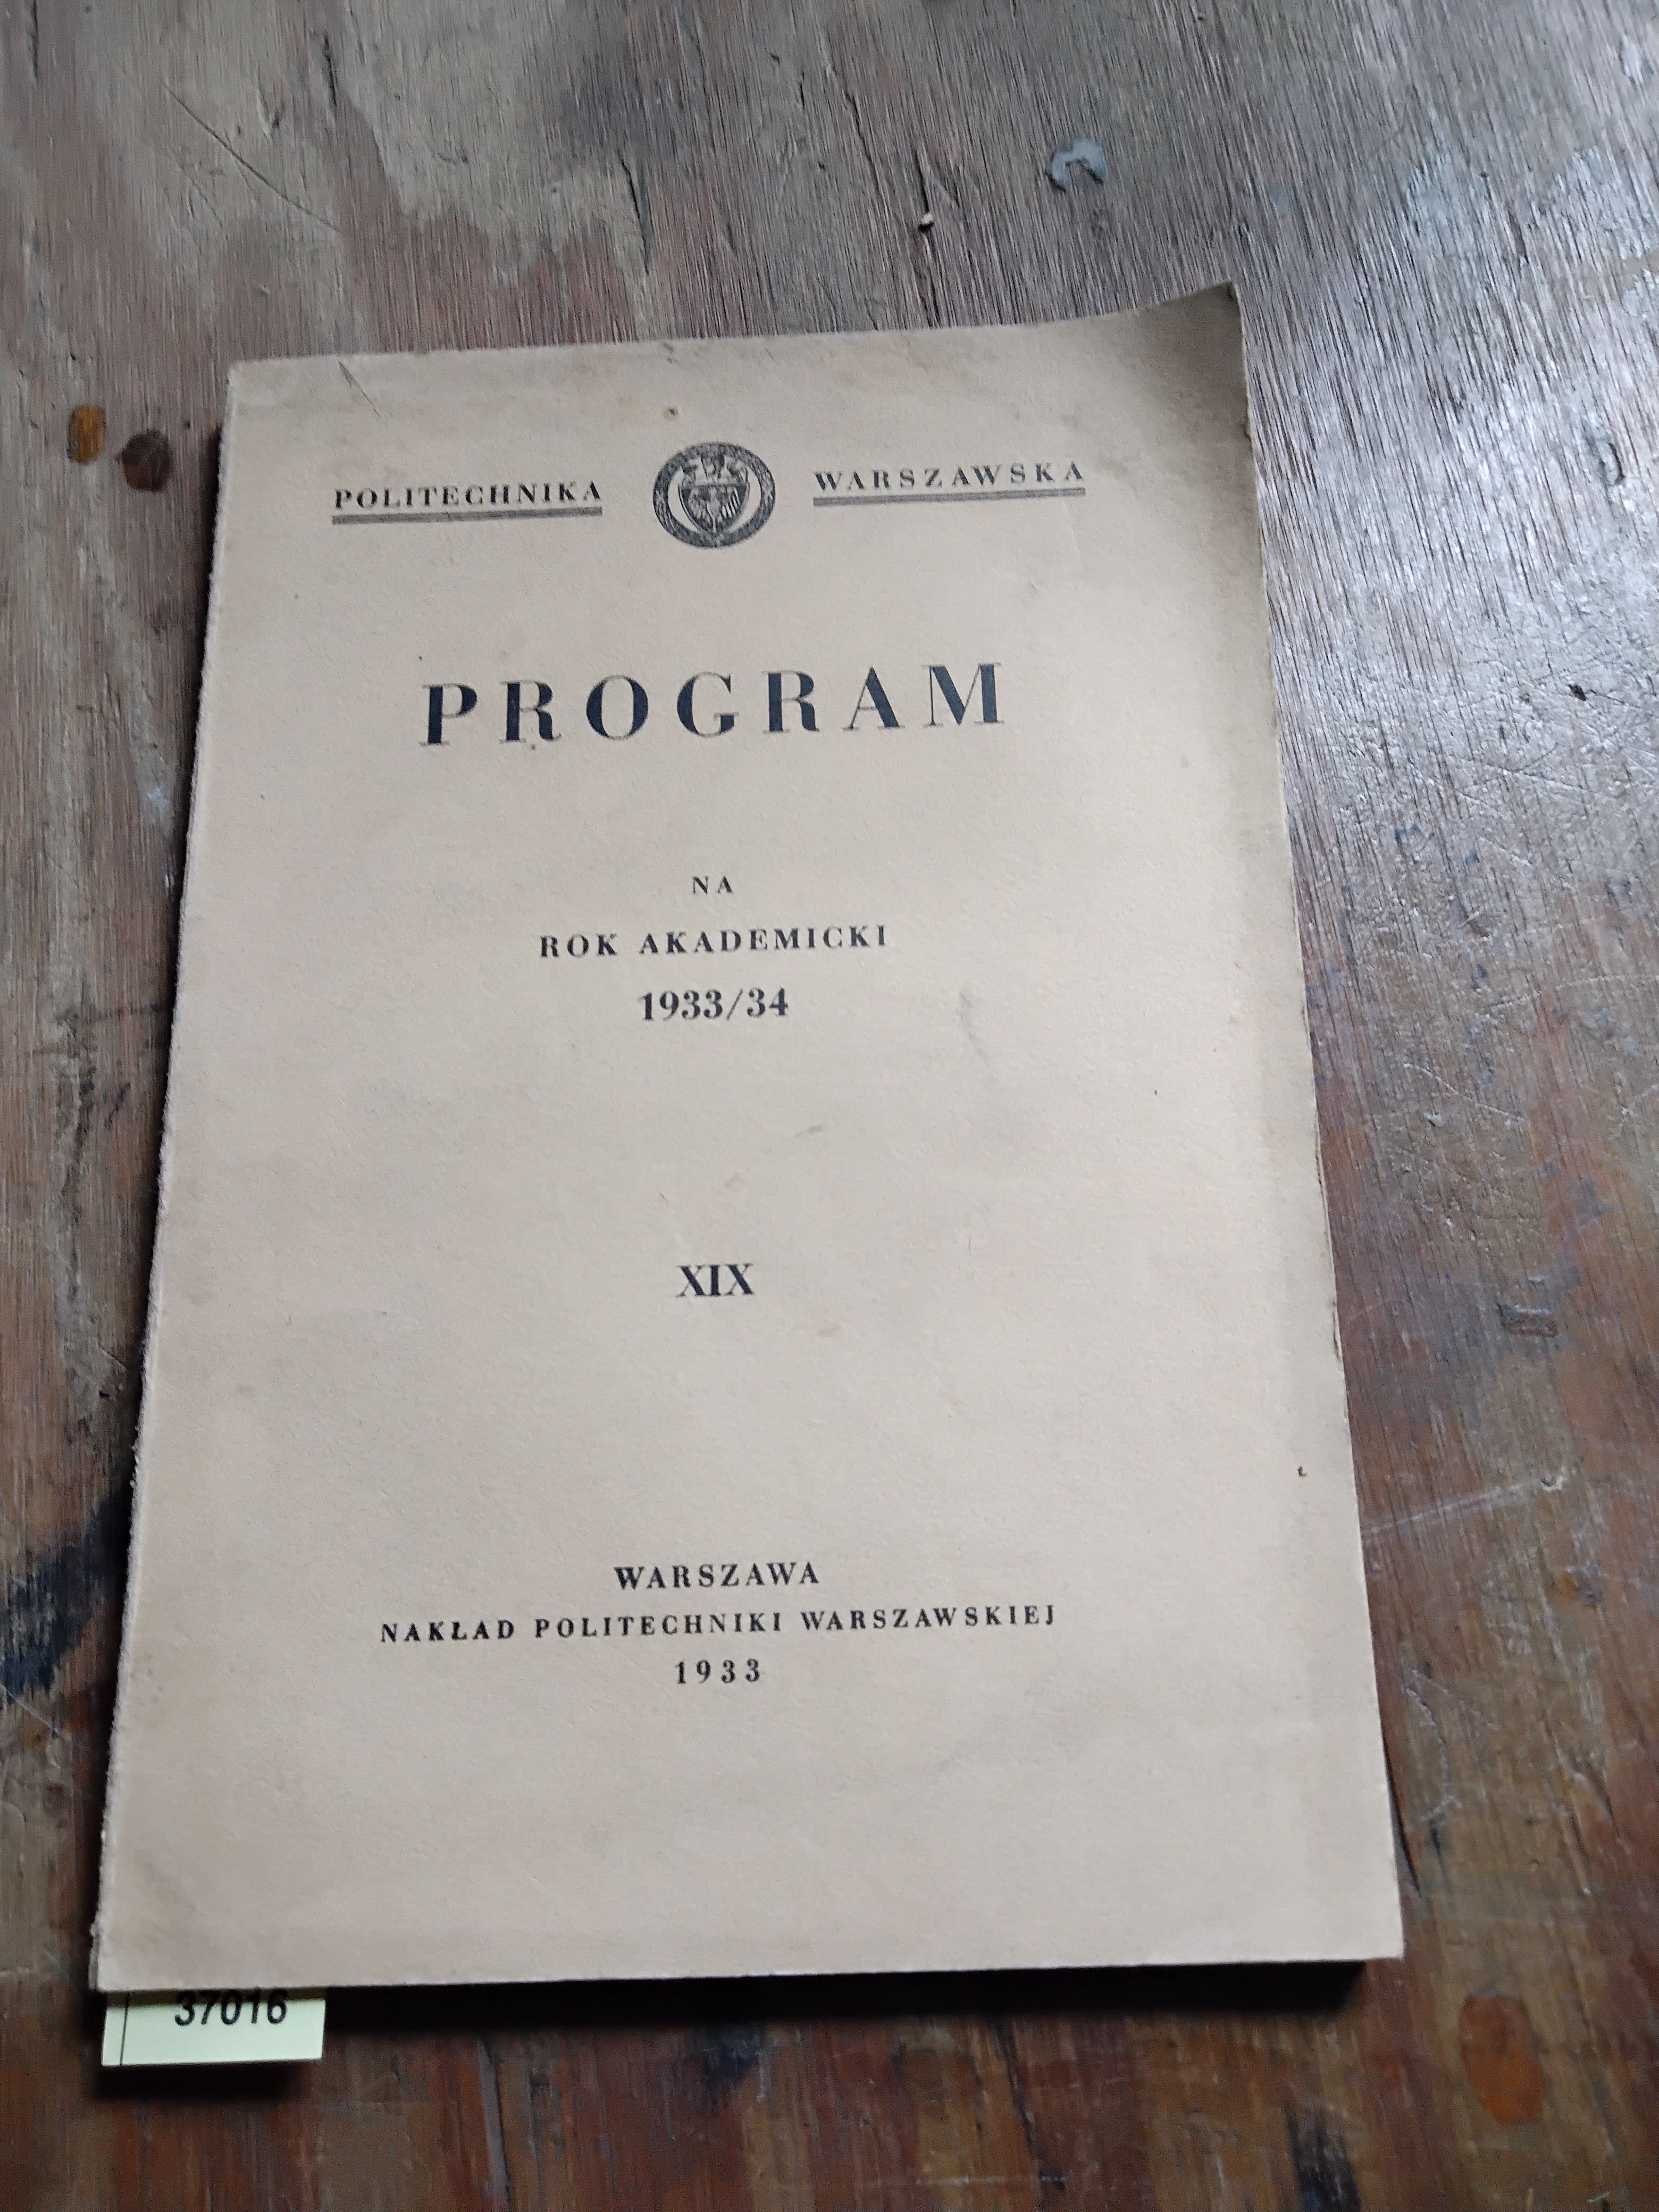 POLITECHNIKA WARSZAWSKA
PROGRAM
NA
ROK AKADEMICKI
1933/34
XIX
WARSZAWA
NAKŁAD POLITECHNIKI WARSZAWSKIEJ
1933
37016